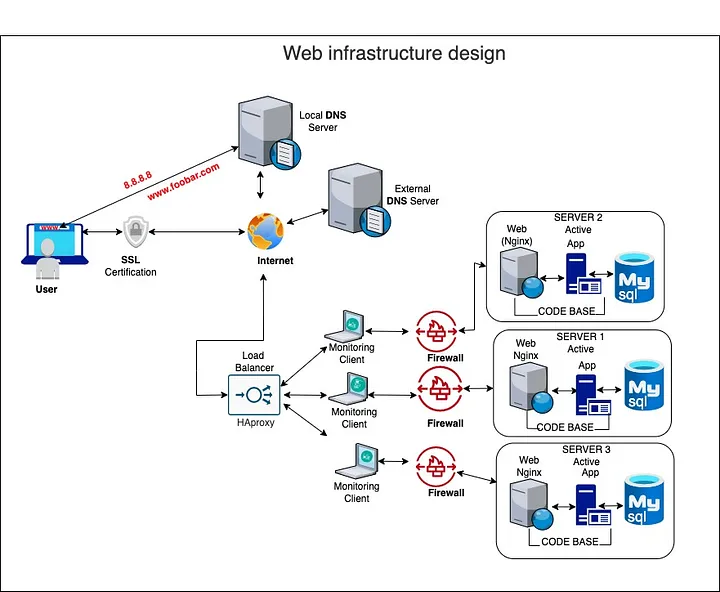 Web infrastructure design
Local DNS
Server
8.8.8.8
www.foobar.com
External
DNS Server
WWW
User
SSL
Certification
Internet
SERVER 2
Active
Web
(Nginx)
App
My
sql
CODE BASE
Monitoring
Client
Firewall
Load
Balancer
HAproxy
SERVER 1
Active
Web
Nginx
App
My
sql
CODE BASE
Monitoring
Client
Firewall
SERVER 3
Active
Web
Nginx
App
My
sql
CODE BASE
Monitoring
Client
Firewall